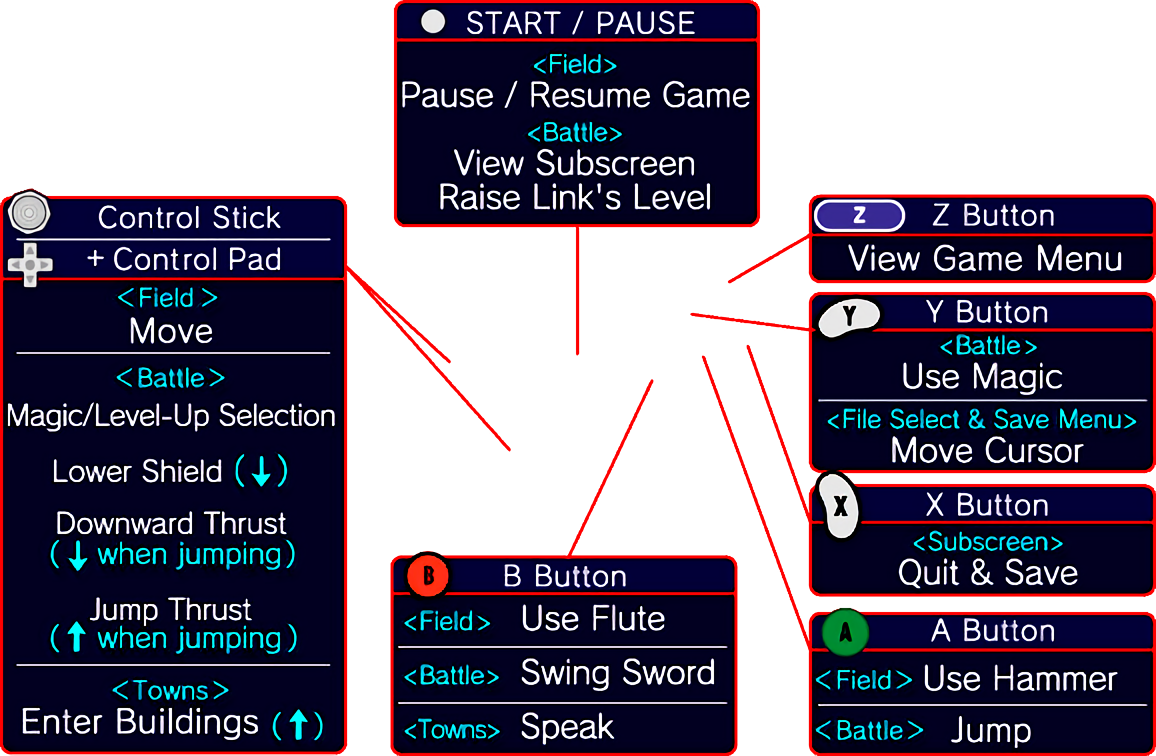 START / PAUSE
<Field>
Pause / Resume Game
<Battle>
View Subscreen
Raise Link's Level
Control Stick
+ Control Pad
<Field>
Move
<Battle>
Magic/Level-Up Selection
Lower Shield (↓)
Downward Thrust
(↓ when jumping)
Jump Thrust
(↑ when jumping)
<Towns>
Enter Buildings (↑)
B B Button
<Field> Use Flute
<Battle> Swing Sword
<Towns> Speak
Z Z Button
View Game Menu
Y Y Button
<Battle>
Use Magic
<File Select & Save Menu>
Move Cursor
X X Button
<Subscreen>
Quit & Save
A A Button
<Field> Use Hammer
<Battle> Jump